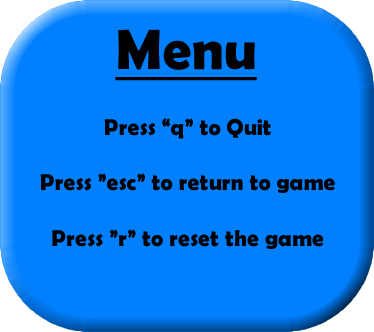 Menu
Press “q” to Quit
Press ”esc” to return to game
Press ”r” to reset the game